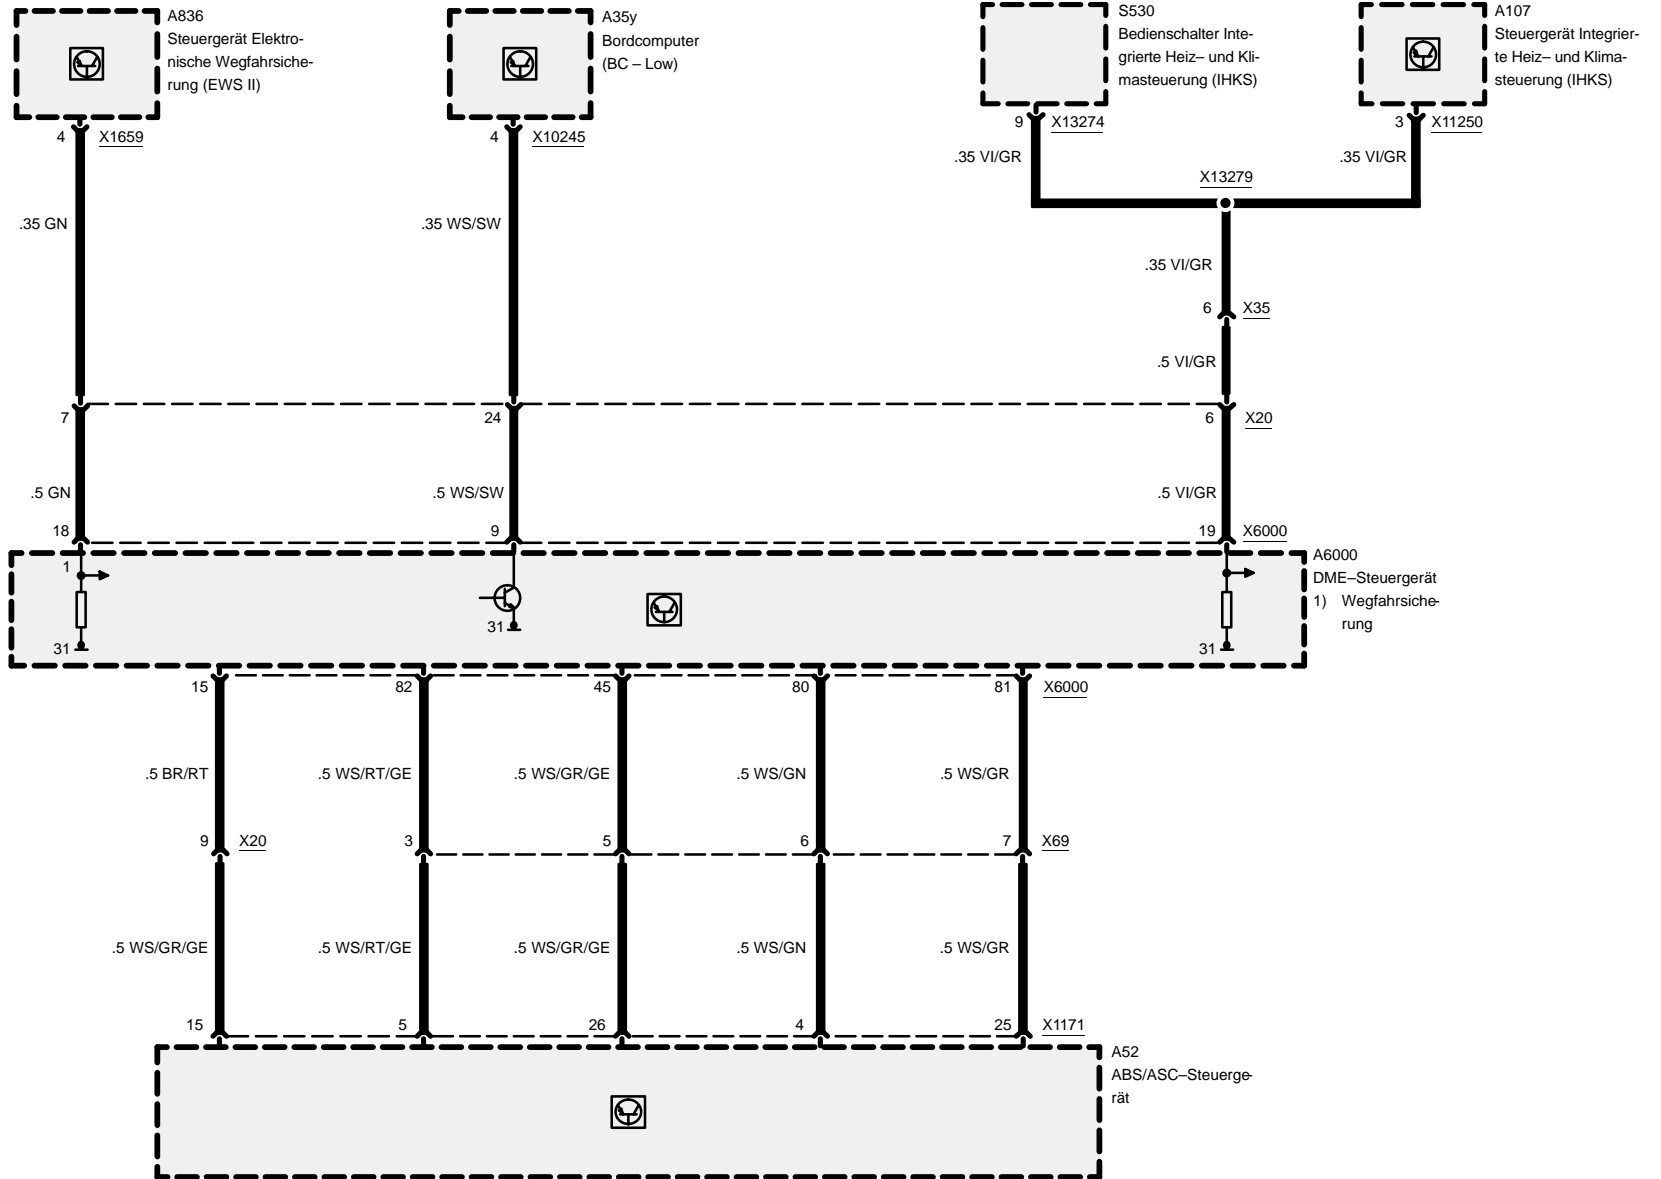 A836
Steuergerät Elektro-
nische Wegfahrsiche-
rung (EWS II)
A35y
Bordcomputer
(BC – Low)
S530
Bedienschalter Inte-
grierte Heiz– und Kli-
masteuerung (IHKS)
A107
Steuergerät Integrier-
te Heiz– und Klima-
steuerung (IHKS)
4 X1659
4 X10245
9 X13274
3 X11250
.35 VI/GR
.35 VI/GR
X13279
.35 GN
.35 WS/SW
.35 VI/GR
6 X35
.5 VI/GR
7
24
6 X20
.5 GN
.5 WS/SW
.5 VI/GR
18
9
19 X6000
A6000
DME–Steuergerät
1) Wegfahrsiche-
rung
1
31
31
31
15
82
45
80
81 X6000
.5 BR/RT
.5 WS/RT/GE
.5 WS/GR/GE
.5 WS/GN
.5 WS/GR
9 X20
3
5
6
7 X69
.5 WS/GR/GE
.5 WS/RT/GE
.5 WS/GR/GE
.5 WS/GN
.5 WS/GR
15
5
26
4
25 X1171
A52
ABS/ASC–Steuerge-
rät